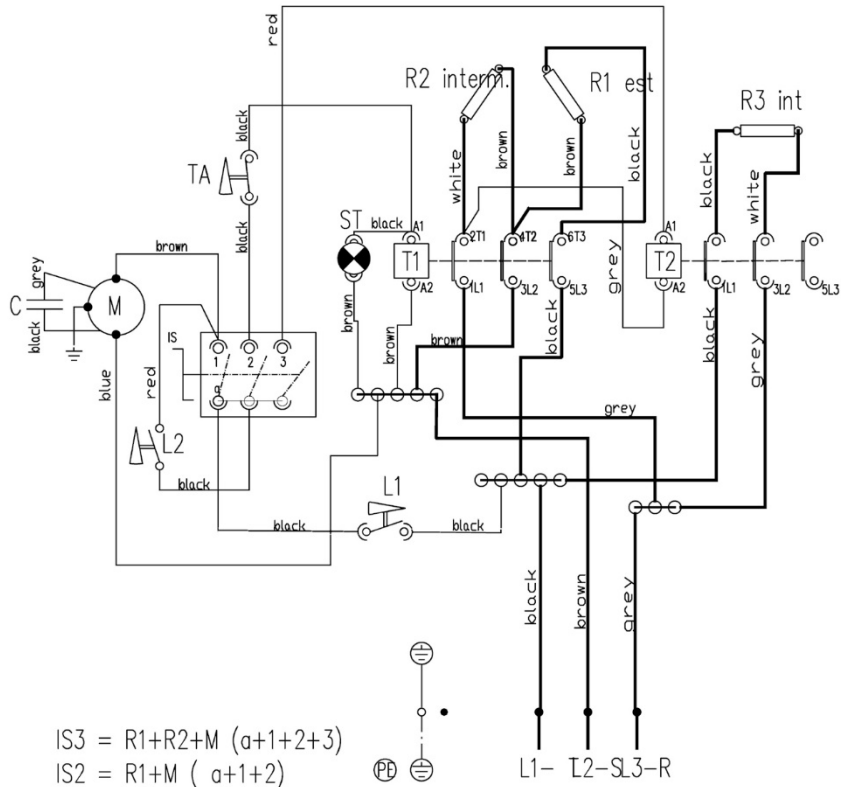 red
R2 interm.
R1 est
R3 int
black
TA
black
white
brown
brown
black
black
white
ST
black
A1
T1
A2
2T1
4T2
6T3
1L1
3L2
5L3
grey
A1
T2
A2
1L1
3L2
5L3
brown
grey
C
black
M
IS
1
2
3
a
brown
brown
brown
black
black
grey
blue
red
L2
black
grey
L1
black
black
black
brown
grey
IS3 = R1+R2+M (a+1+2+3)
IS2 = R1+M ( a+1+2)
PE
L1-
L2-S
L3-R